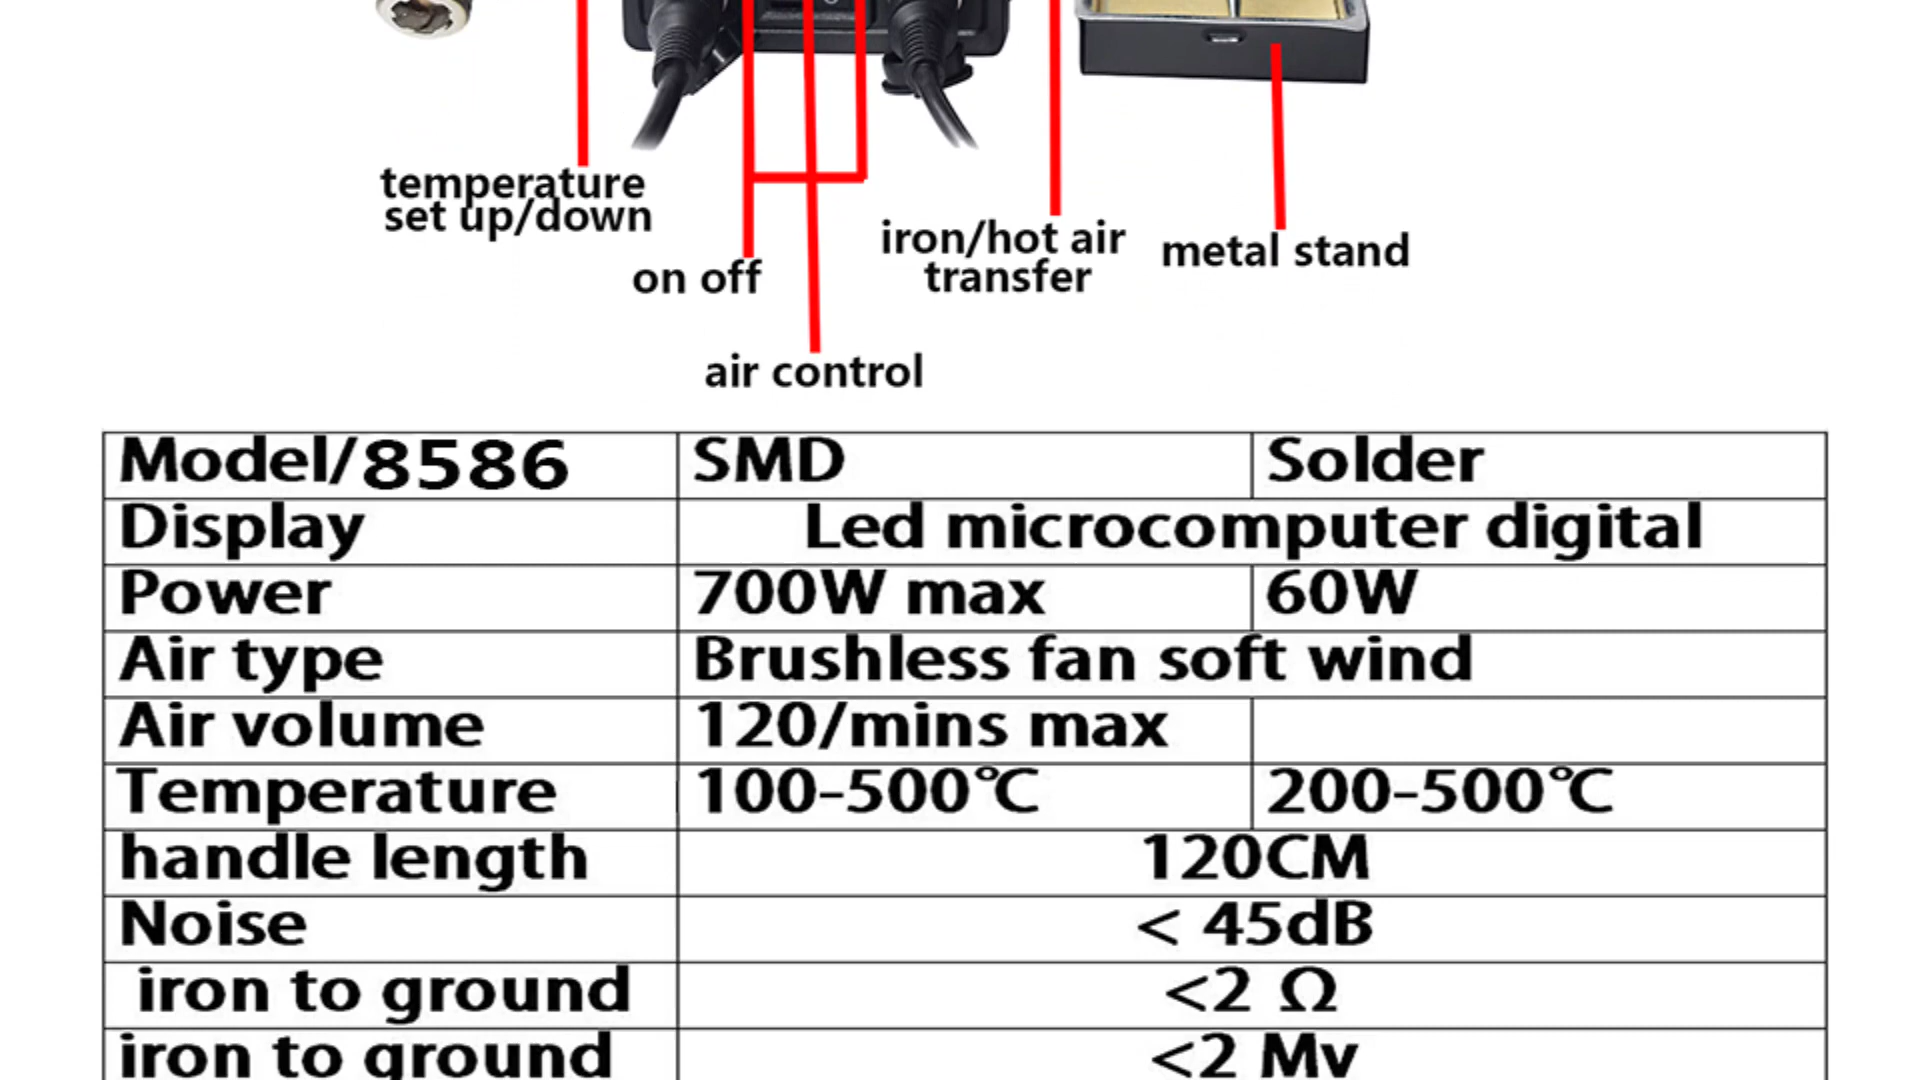 temperature
set up/down
on off
iron/hot air
transfer
metal stand
air control
Model/8586 SMD Solder
Display Led microcomputer digital
Power 700W max 60W
Air type Brushless fan soft wind
Air volume 120/mins max
Temperature 100-500℃ 200-500℃
handle length 120CM
Noise < 45dB
iron to ground <2 Ω
iron to ground <2 Mv